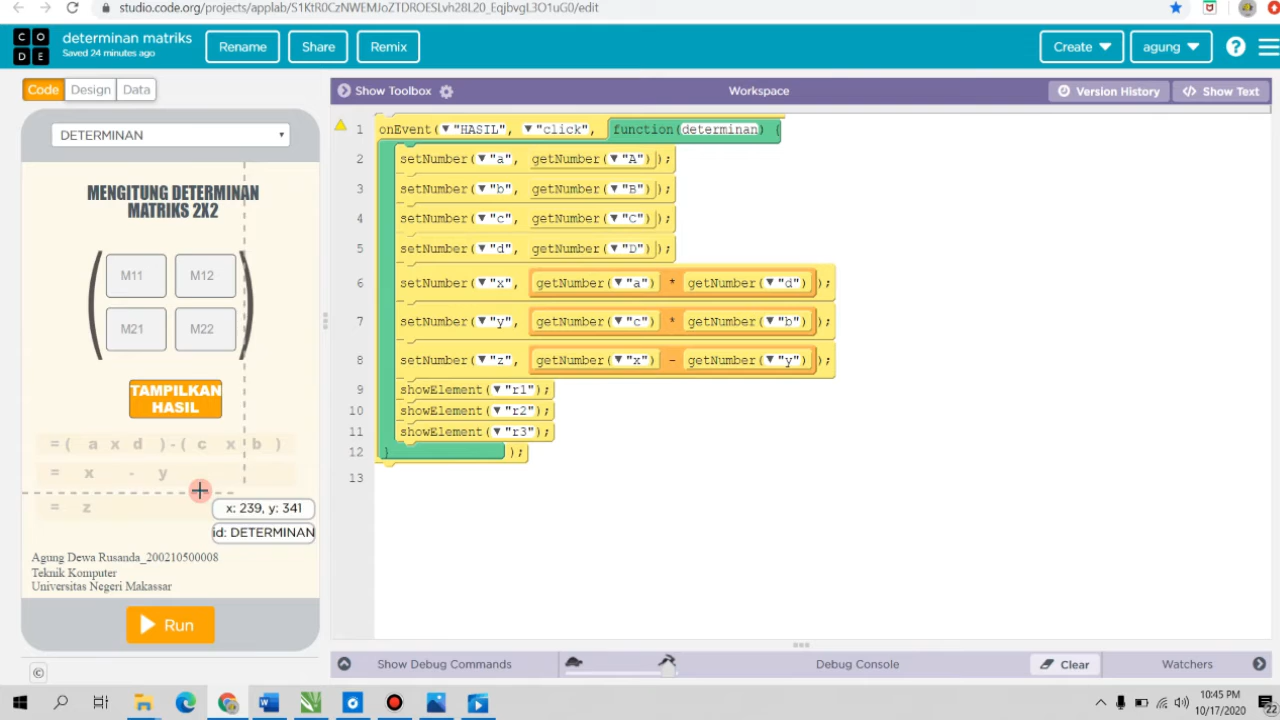 studio.code.org/projects/applab/S1KtR0CzNWEMJoZTDROESLvh28L20_EqjbvgL3O1uG0/edit
C O D E
determinan matriks
Saved 24 minutes ago
Rename
Share
Remix
Create
agung
?
Code
Design
Data
Show Toolbox
Workspace
Version History
</> Show Text
DETERMINAN
MENGITUNG DETERMINAN
MATRIKS 2X2
M11
M12
M21
M22
TAMPILKAN
HASIL
=( a x d )-( c x b )
= x - y
= z
x: 239, y: 341
id: DETERMINAN
Agung Dewa Rusanda_200210500008
Teknik Komputer
Universitas Negeri Makassar
Run
1 onEvent(▼"HASIL", ▼"click", function(determinan) {
2 setNumber(▼"a", getNumber(▼"A"));
3 setNumber(▼"b", getNumber(▼"B"));
4 setNumber(▼"c", getNumber(▼"C"));
5 setNumber(▼"d", getNumber(▼"D"));
6 setNumber(▼"x", getNumber(▼"a") * getNumber(▼"d"));
7 setNumber(▼"y", getNumber(▼"c") * getNumber(▼"b"));
8 setNumber(▼"z", getNumber(▼"x") - getNumber(▼"y"));
9 showElement(▼"r1");
10 showElement(▼"r2");
11 showElement(▼"r3");
12 } );
13
©
Show Debug Commands
Debug Console
Clear
Watchers
10:45 PM
10/17/2020
22